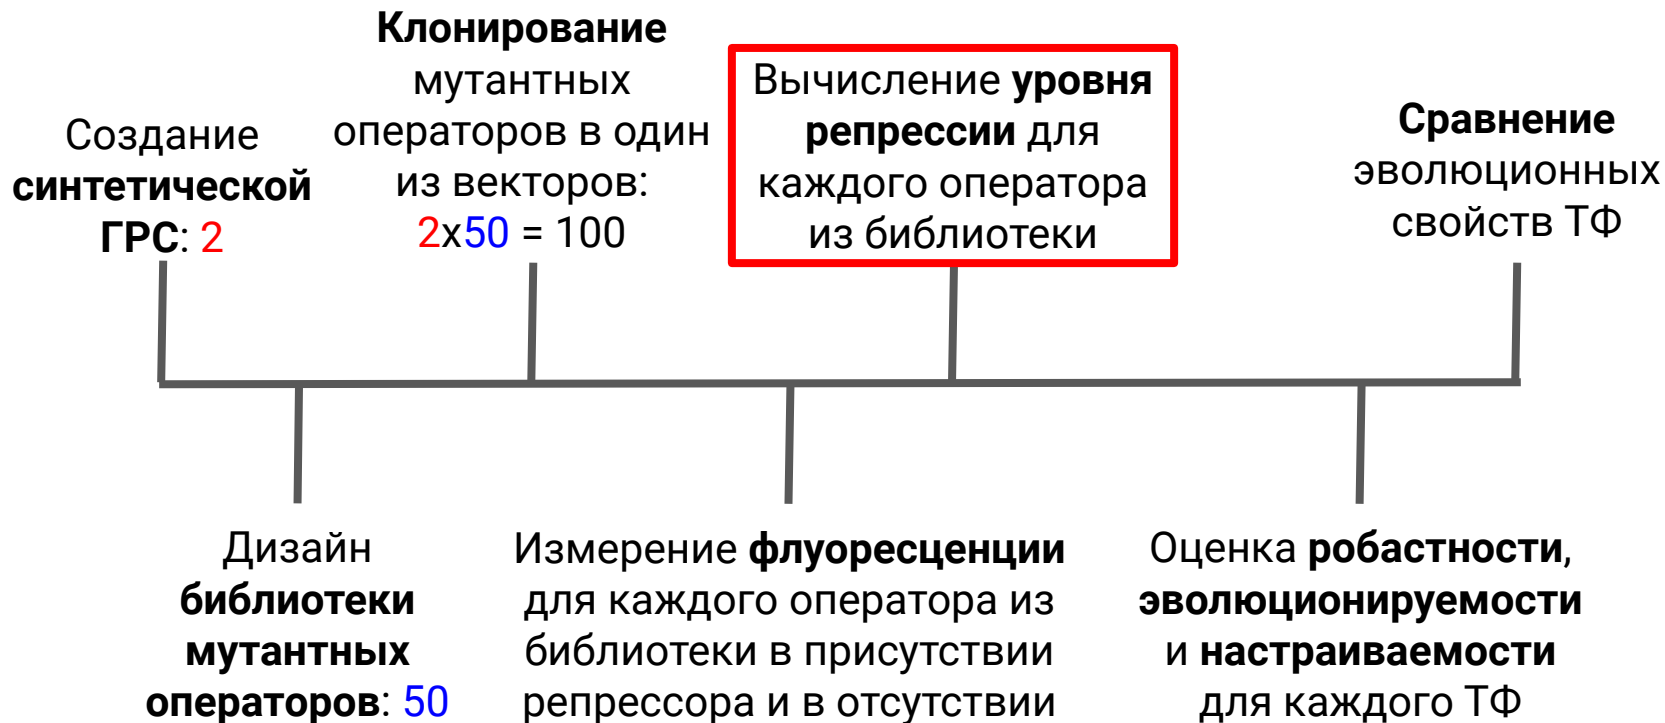 Создание
синтетической
ГРС: 2
Клонирование
мутантных
операторов в один
из векторов:
2x50 = 100
Вычисление уровня
репрессии для
каждого оператора
из библиотеки
Сравнение
эволюционных
свойств ТФ
Дизайн
библиотеки
мутантных
операторов: 50
Измерение флуоресценции
для каждого оператора из
библиотеки в присутствии
репрессора и в отсутствии
Оценка робастности,
эволюционируемости
и настраиваемости
для каждого ТФ